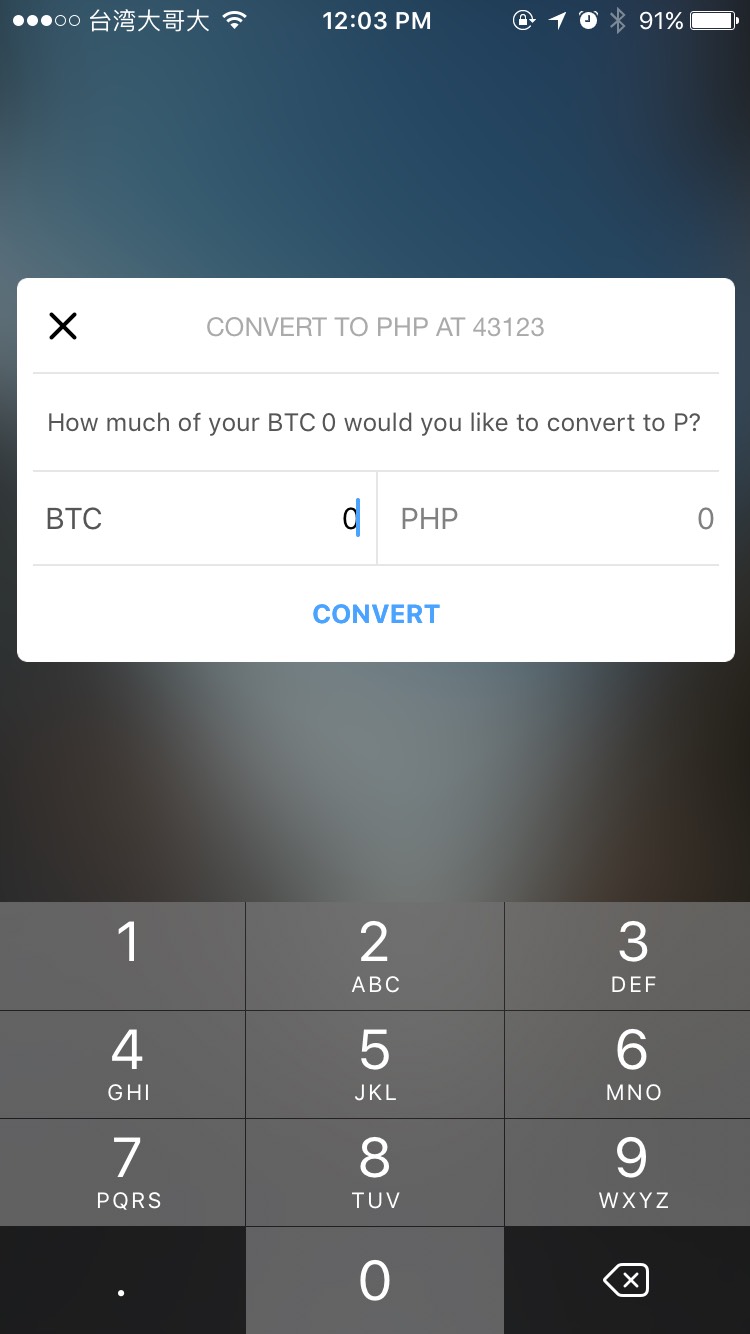 台湾大哥大 12:03 PM 91%
CONVERT TO PHP AT 43123
How much of your BTC 0 would you like to convert to P?
BTC 0 PHP 0
CONVERT
1 2 3
ABC DEF
4 5 6
GHI JKL MNO
7 8 9
PQRS TUV WXYZ
. 0